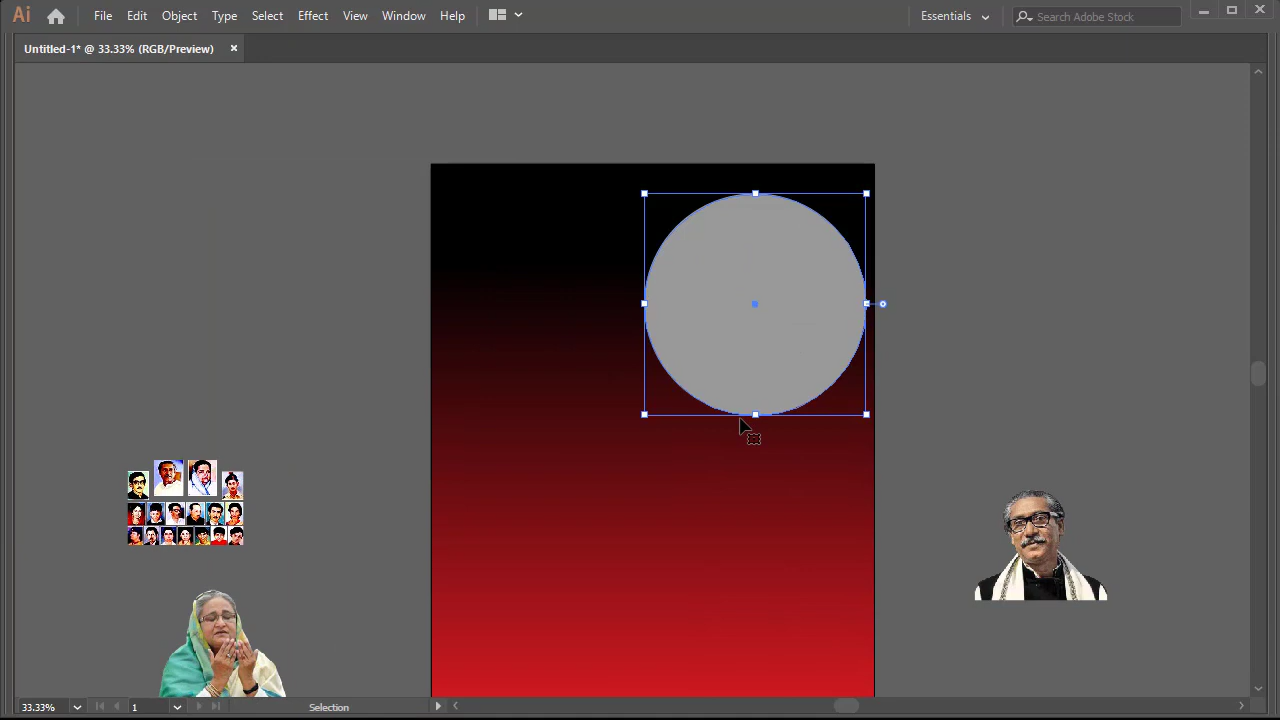 Ai File Edit Object Type Select Effect View Window Help Essentials Search Adobe Stock
Untitled-1* @ 33.33% (RGB/Preview) ×
33.33% 1 Selection